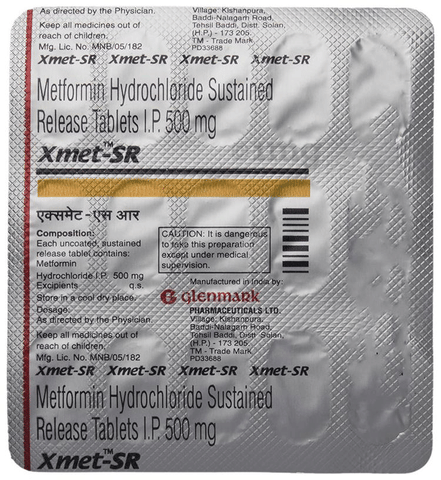 As directed by the Physician.
Keep all medicines out of
reach of children.
Mfg. Lic. No. MNB/05/182
Village: Kishanpura,
Baddi-Nalagarh Road,
Tehsil Baddi, Distt. Solan,
(H.P.) - 173 205.
TM - Trade Mark
PD33688
Xmet-SR Xmet-SR Xmet-SR Xmet-SR
Metformin Hydrochloride Sustained
Release Tablets I.P. 500 mg
Xmet™-SR
एक्समेट - एस आर
Composition:
Each uncoated, sustained
release tablet contains:
Metformin
Hydrochloride I.P. 500 mg
Excipients q.s.
Store in a cool dry place.
Dosage:
As directed by the Physician.
Keep all medicines out of
reach of children.
Mfg. Lic. No. MNB/05/182
CAUTION: It is dangerous
to take this preparation
except under medical
supervision.
Manufactured in India by:
Glenmark
PHARMACEUTICALS LTD.
Village: Kishanpura,
Baddi-Nalagarh Road,
Tehsil Baddi, Distt. Solan,
(H.P.) - 173 205.
TM - Trade Mark
PD33688
Xmet-SR Xmet-SR Xmet-SR Xmet-SR
Metformin Hydrochloride Sustained
Release Tablets I.P. 500 mg
Xmet™-SR